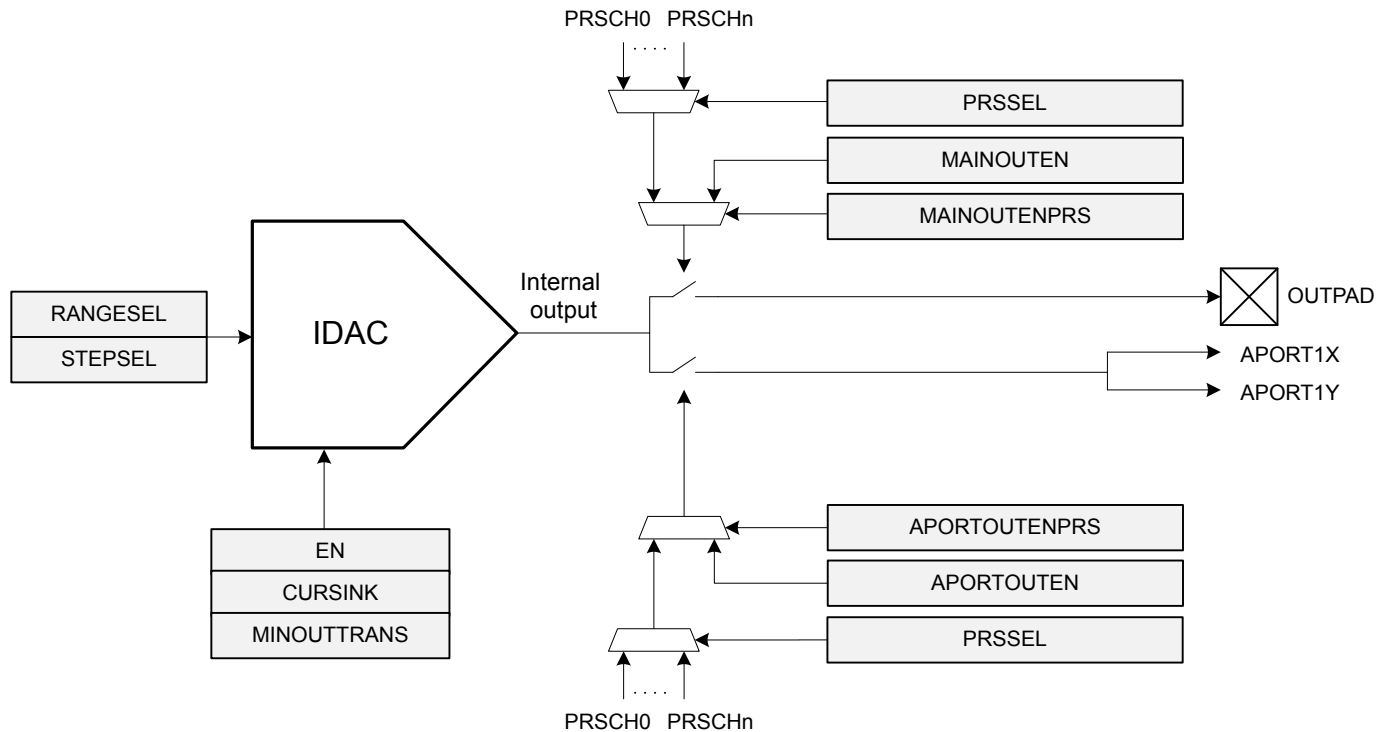 PRSCH0 PRSCHn
. . . .
PRSSEL
MAINOUTEN
MAINOUTENPRS
Internal
output
IDAC
RANGESEL
STEPSEL
OUTPAD
APORT1X
APORT1Y
EN
CURSINK
MINOUTTRANS
APORTOUTENPRS
APORTOUTEN
PRSSEL
. . . .
PRSCH0 PRSCHn